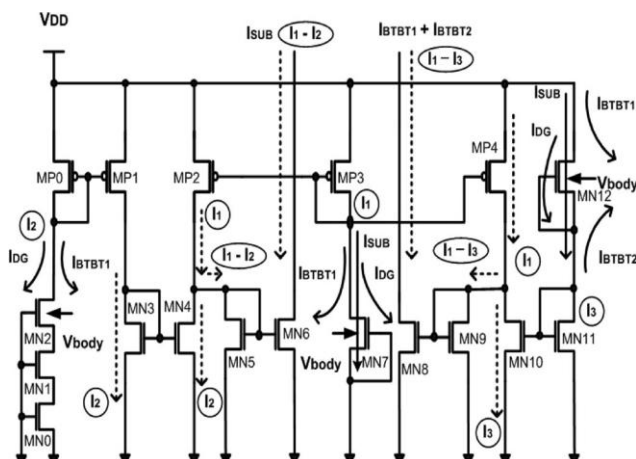 VDD
ISUB I1 - I2
IBTBT1 + IBTBT2
I1 – I3
ISUB
IBTBT1
IDG
MP0
MP1
MP2
MP3
MP4
MN12
Vbody
I2
I1
I1
I1
IDG
IBTBT1
I1 - I2
IBTBT1
ISUB
IDG
I1 – I3
IBTBT2
MN2
Vbody
MN3
MN4
MN5
MN6
Vbody
MN7
MN8
MN9
MN10
MN11
I3
MN1
MN0
I2
I2
I3